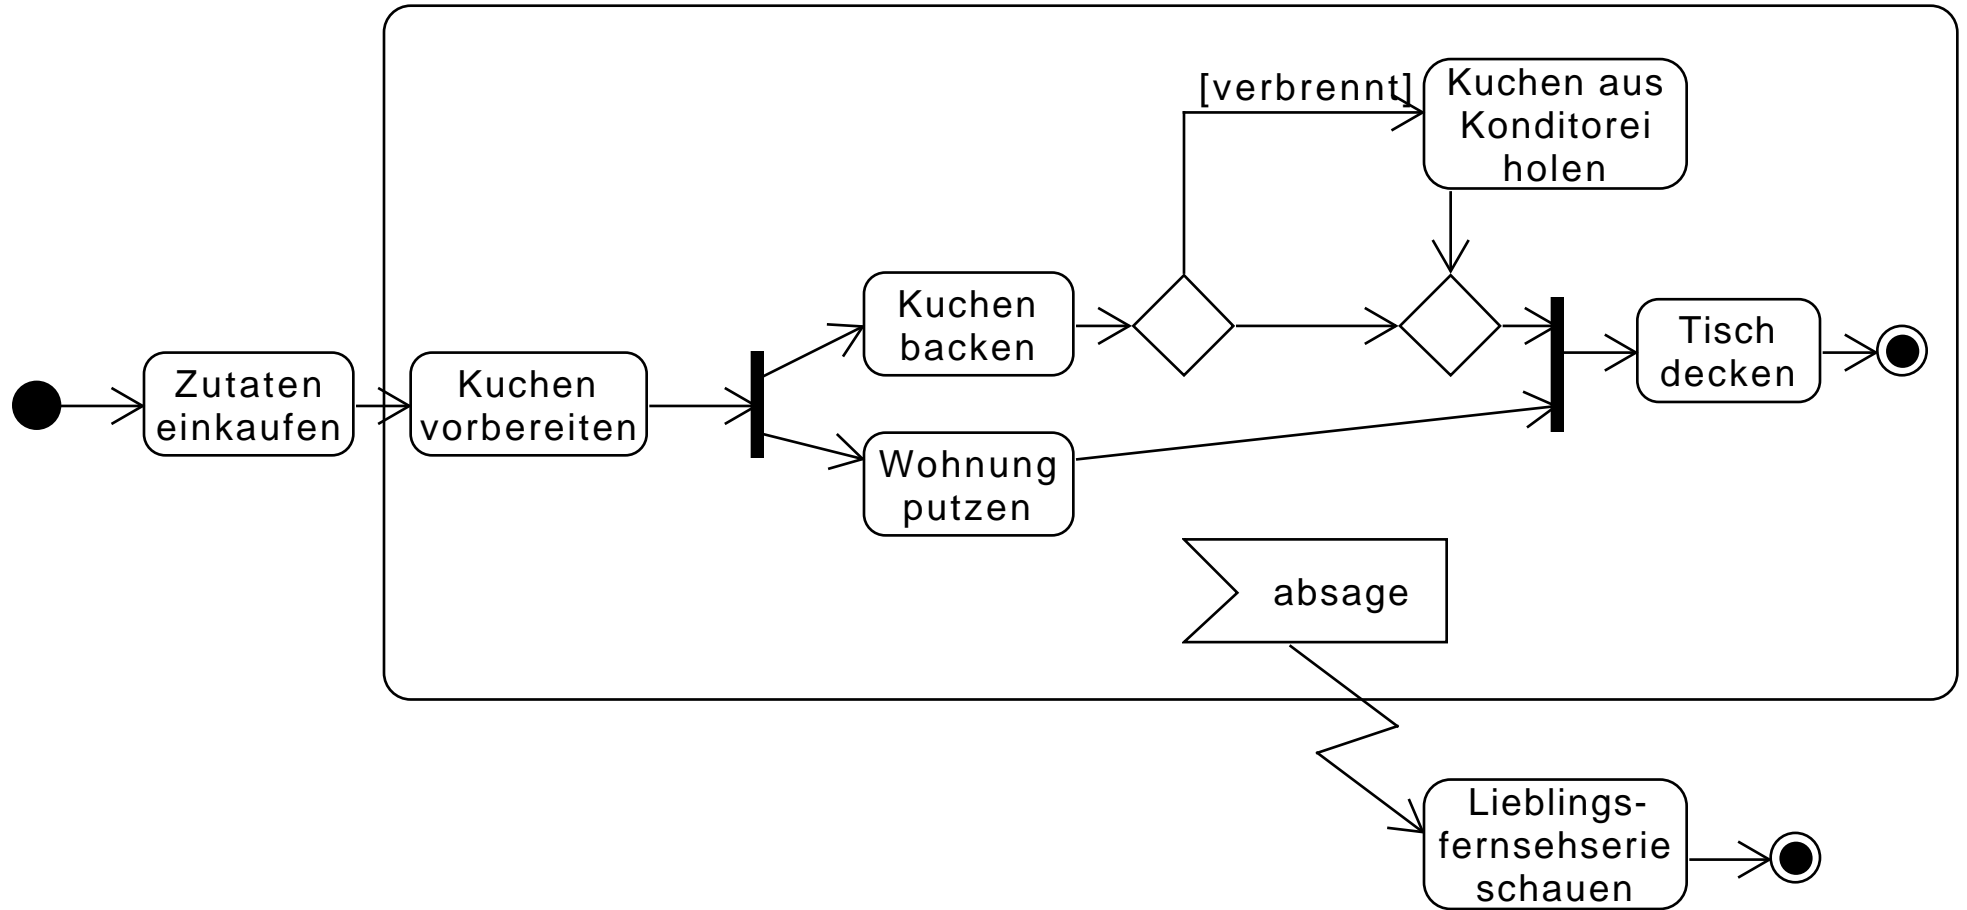 [verbrennt]
Kuchen aus
Konditorei
holen
Kuchen
backen
Tisch
decken
Zutaten
einkaufen
Kuchen
vorbereiten
Wohnung
putzen
absage
Lieblings-
fernsehserie
schauen